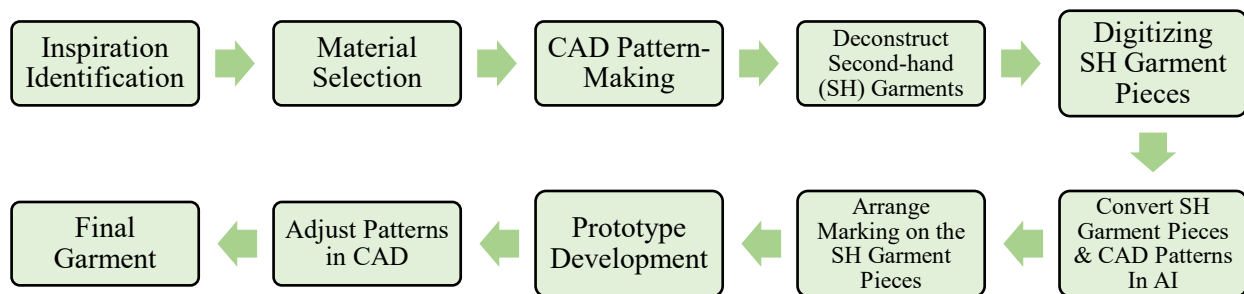 Inspiration
Identification
Material
Selection
CAD Pattern-
Making
Deconstruct
Second-hand
(SH) Garments
Digitizing
SH Garment
Pieces
Convert SH
Garment Pieces
& CAD Patterns
In AI
Arrange
Marking on the
SH Garment
Pieces
Prototype
Development
Adjust Patterns
in CAD
Final
Garment